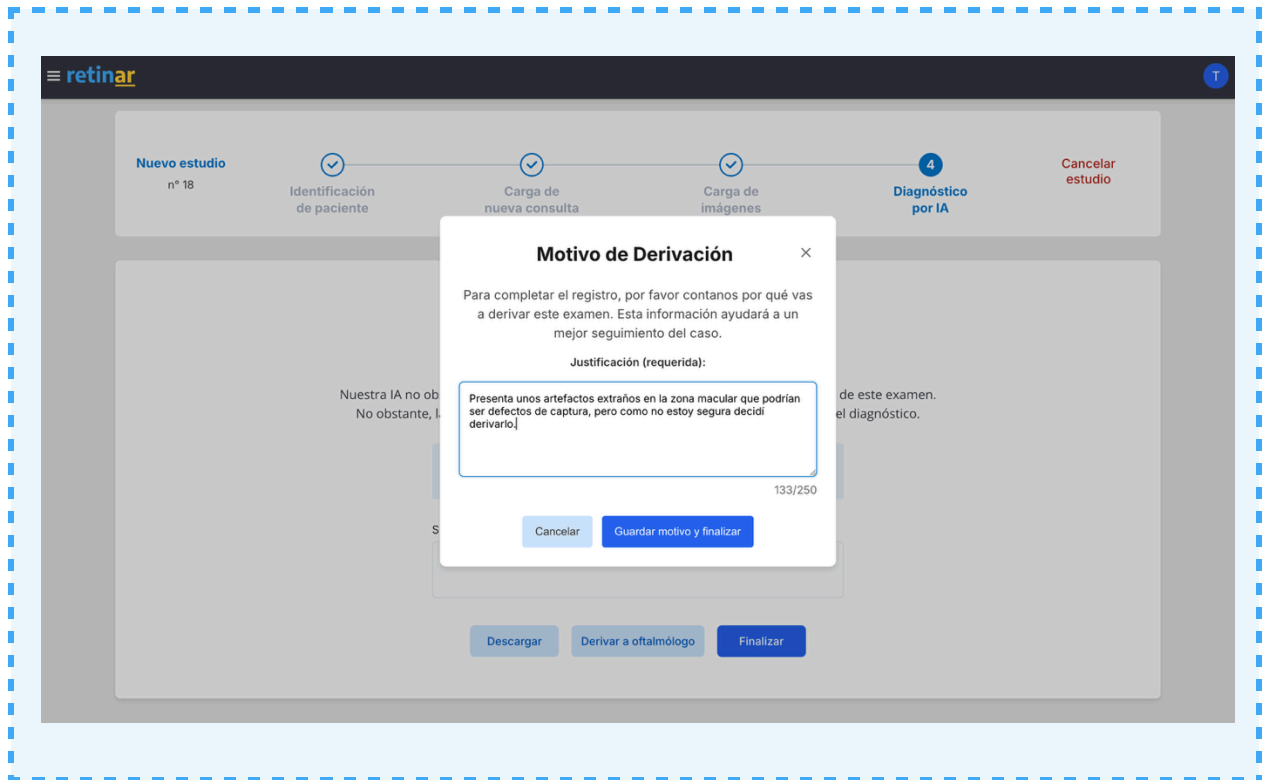 retinar
T
Nuevo estudio
n° 18
Identificación
de paciente
Carga de
nueva consulta
Carga de
imágenes
4
Diagnóstico
por IA
Cancelar
estudio
Motivo de Derivación
Para completar el registro, por favor contanos por qué vas
a derivar este examen. Esta información ayudará a un
mejor seguimiento del caso.
Justificación (requerida):
Nuestra IA no ob
de este examen.
No obstante, l
el diagnóstico.
Presenta unos artefactos extraños en la zona macular que podrían
ser defectos de captura, pero como no estoy segura decidí
derivarlo.
133/250
S
Cancelar
Guardar motivo y finalizar
Descargar
Derivar a oftalmólogo
Finalizar